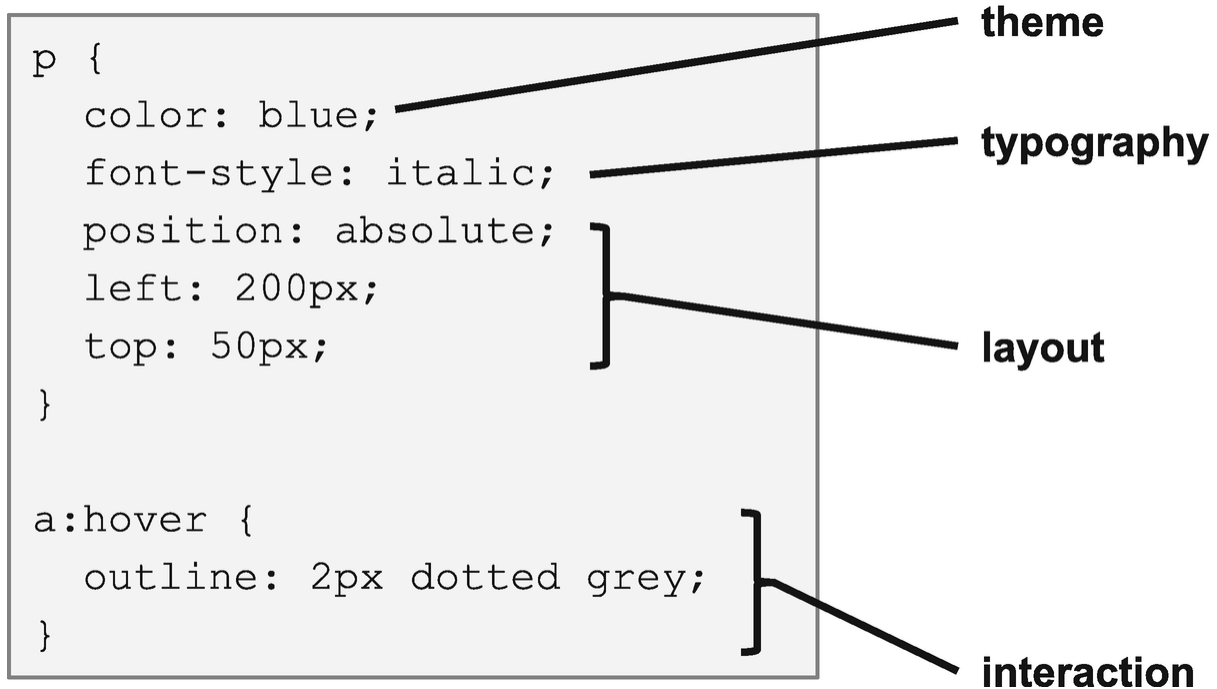 p {
  color: blue;
  font-style: italic;
  position: absolute;
  left: 200px;
  top: 50px;
}
a:hover {
  outline: 2px dotted grey;
}
theme
typography
layout
interaction